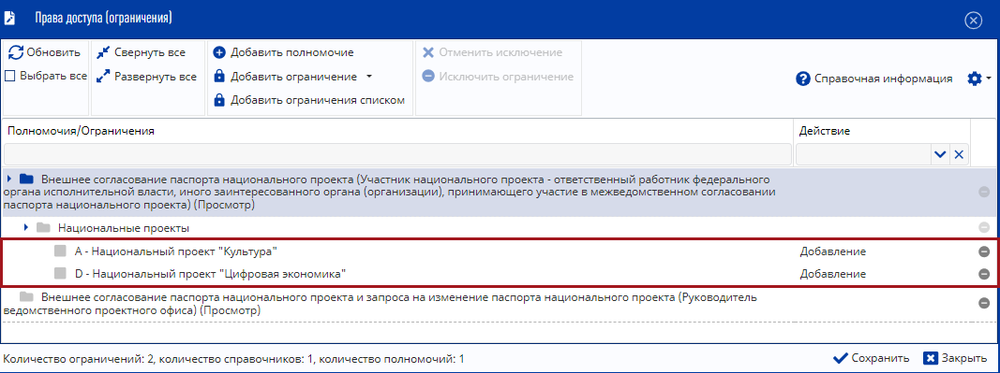 Права доступа (ограничения)
Обновить
Свернуть все
Добавить полномочие
Отменить исключение
Выбрать все
Развернуть все
Добавить ограничение
Исключить ограничение
Справочная информация
Добавить ограничения списком
Полномочия/Ограничения
Действие
Внешнее согласование паспорта национального проекта (Участник национального проекта - ответственный работник федерального
органа исполнительной власти, иного заинтересованного органа (организации), принимающего участие в межведомственном согласовании
паспорта национального проекта) (Просмотр)
Национальные проекты
A - Национальный проект "Культура"
Добавление
D - Национальный проект "Цифровая экономика"
Добавление
Внешнее согласование паспорта национального проекта и запроса на изменение паспорта национального проекта (Руководитель
ведомственного проектного офиса) (Просмотр)
Количество ограничений: 2, количество справочников: 1, количество полномочий: 1
Сохранить
Закрыть